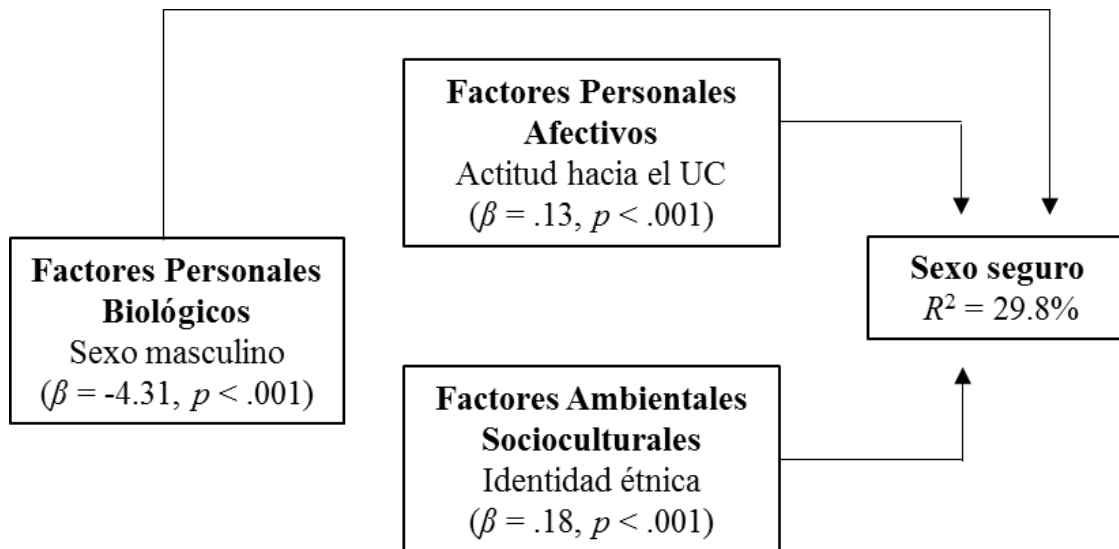 Factores Personales
Afectivos
Actitud hacia el UC
(β = .13, p < .001)
Factores Personales
Biológicos
Sexo masculino
(β = -4.31, p < .001)
Sexo seguro
R² = 29.8%
Factores Ambientales
Socioculturales
Identidad étnica
(β = .18, p < .001)